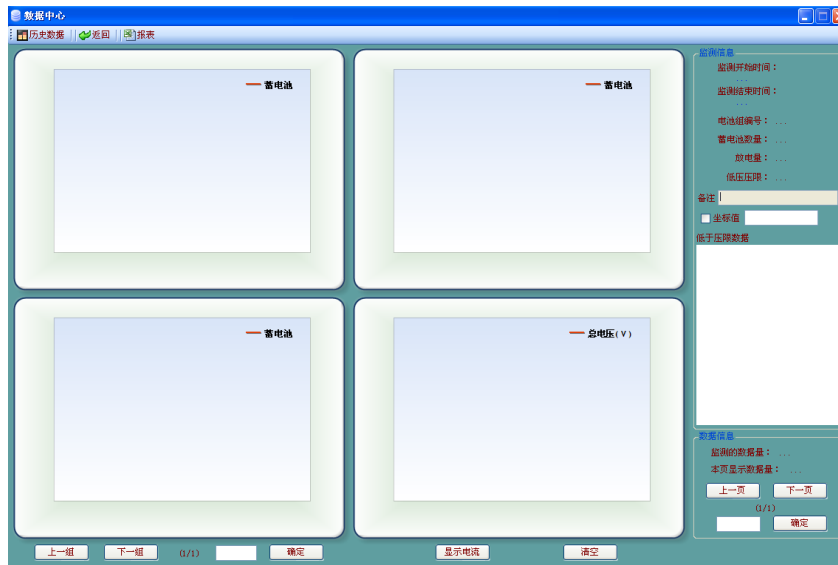 数据中心
历史数据 返回 报表
蓄电池
蓄电池
蓄电池
总电压(V)
监测信息
监测开始时间：
...
监测结束时间：
...
电池组编号： ...
蓄电池数量： ...
放电量： ...
低压压限： ...
备注
坐标值
低于压限数据
数据信息
监测的数据量： ...
本页显示数据量： ...
上一页 下一页
(1/1)
确定
上一组 下一组 (1/1) 确定 显示电流 清空